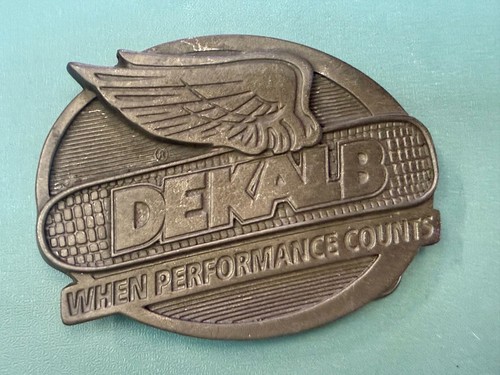 ®
DEKALB
WHEN PERFORMANCE COUNTS